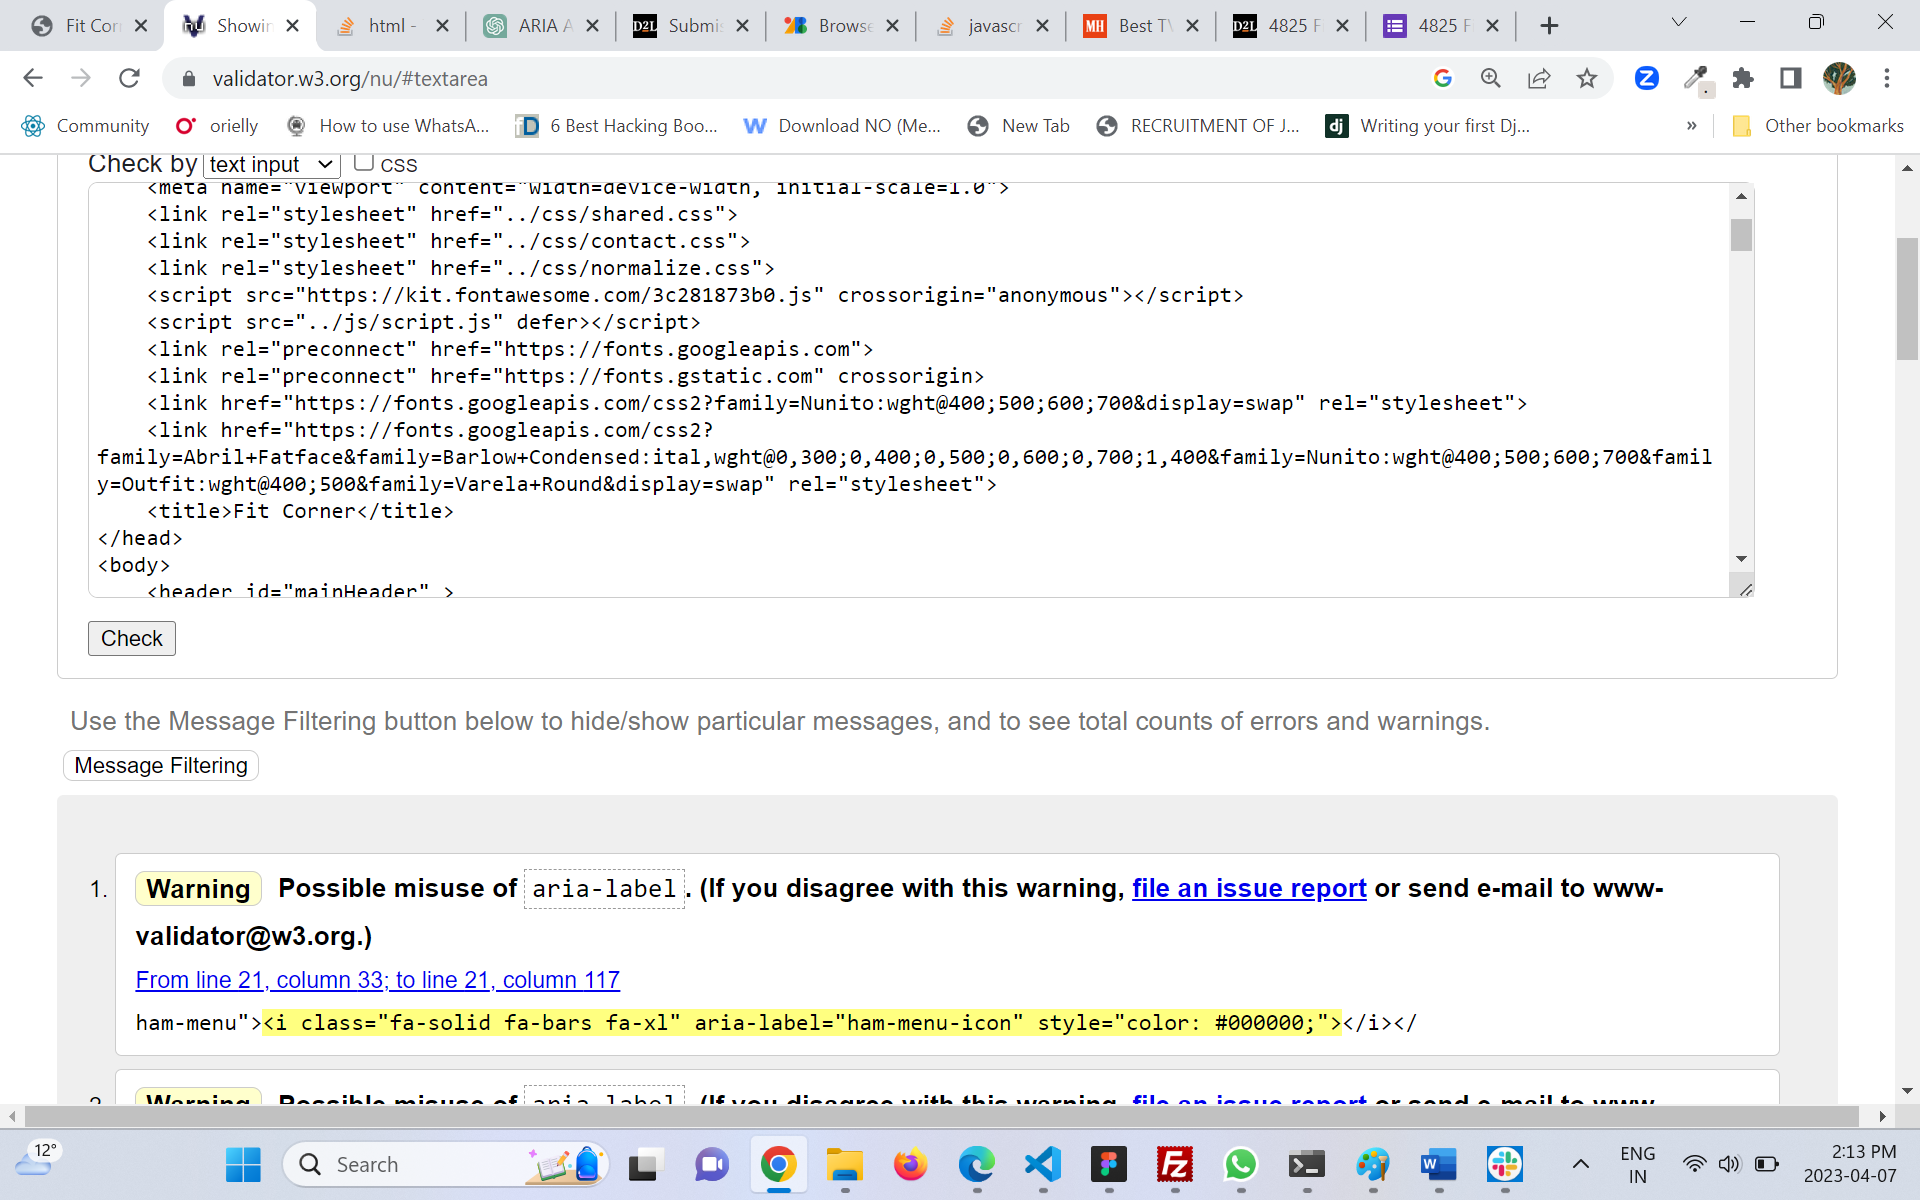 Fit Cor
Showin
html -
ARIA A
Submis
Browse
javascr
Best TV
4825 F
4825 F
validator.w3.org/nu/#textarea
Community
orielly
How to use WhatsA...
6 Best Hacking Boo...
Download NO (Me...
New Tab
RECRUITMENT OF J...
Writing your first Dj...
»
Other bookmarks
Check by text input css
<meta name="viewport" content="width=device-width, initial-scale=1.0">
<link rel="stylesheet" href="../css/shared.css">
<link rel="stylesheet" href="../css/contact.css">
<link rel="stylesheet" href="../css/normalize.css">
<script src="https://kit.fontawesome.com/3c281873b0.js" crossorigin="anonymous"></script>
<script src="../js/script.js" defer></script>
<link rel="preconnect" href="https://fonts.googleapis.com">
<link rel="preconnect" href="https://fonts.gstatic.com" crossorigin>
<link href="https://fonts.googleapis.com/css2?family=Nunito:wght@400;500;600;700&display=swap" rel="stylesheet">
<link href="https://fonts.googleapis.com/css2?
family=Abril+Fatface&family=Barlow+Condensed:ital,wght@0,300;0,400;0,500;0,600;0,700;1,400&family=Nunito:wght@400;500;600;700&famil
y=Outfit:wght@400;500&family=Varela+Round&display=swap" rel="stylesheet">
<title>Fit Corner</title>
</head>
<body>
<header id="mainHeader" >
Check
Use the Message Filtering button below to hide/show particular messages, and to see total counts of errors and warnings.
Message Filtering
1. Warning Possible misuse of aria-label. (If you disagree with this warning, file an issue report or send e-mail to www-
validator@w3.org.)
From line 21, column 33; to line 21, column 117
ham-menu"><i class="fa-solid fa-bars fa-xl" aria-label="ham-menu-icon" style="color: #000000;"></i></
2. Warning Possible misuse of aria-label. (If you disagree with this warning, file an issue report or send e-mail to www-
12°
Search
ENG
IN
2:13 PM
2023-04-07